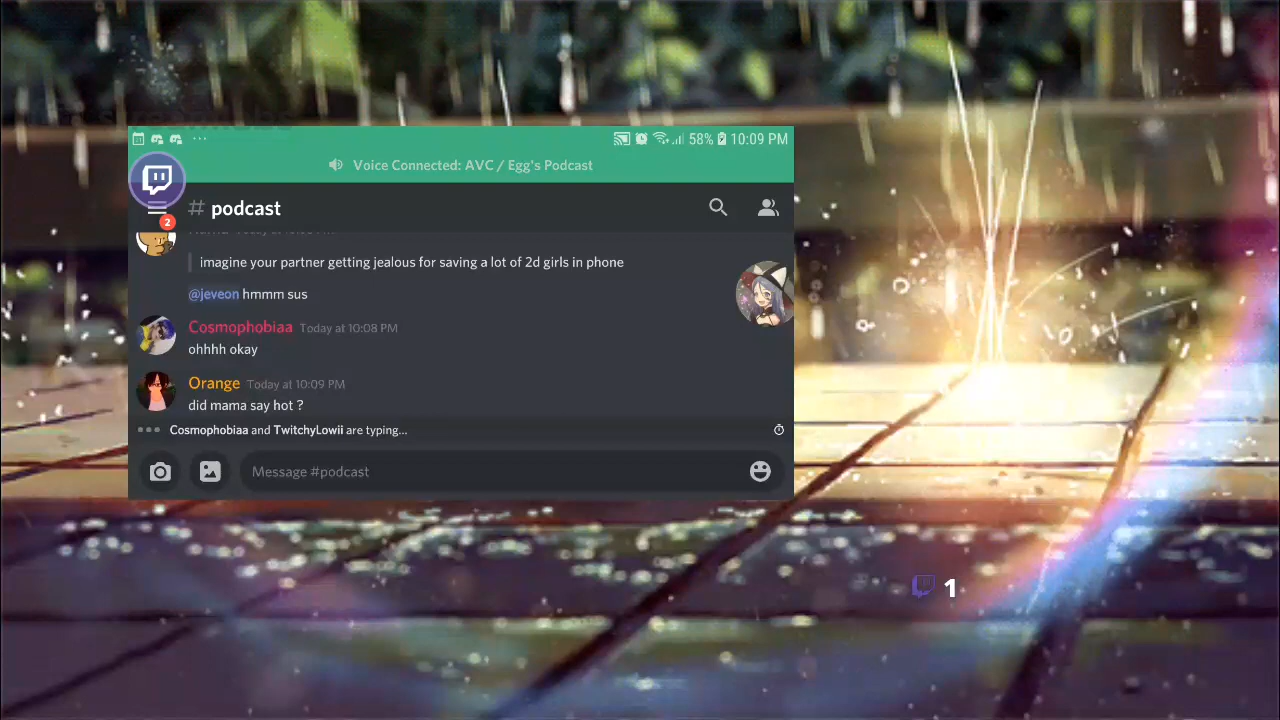 58% 10:09 PM
Voice Connected: AVC / Egg's Podcast
2
# podcast
imagine your partner getting jealous for saving a lot of 2d girls in phone
@jeveon hmmm sus
Cosmophobiaa Today at 10:08 PM
ohhhh okay
Orange Today at 10:09 PM
did mama say hot ?
Cosmophobiaa and TwitchyLowii are typing...
Message #podcast
1